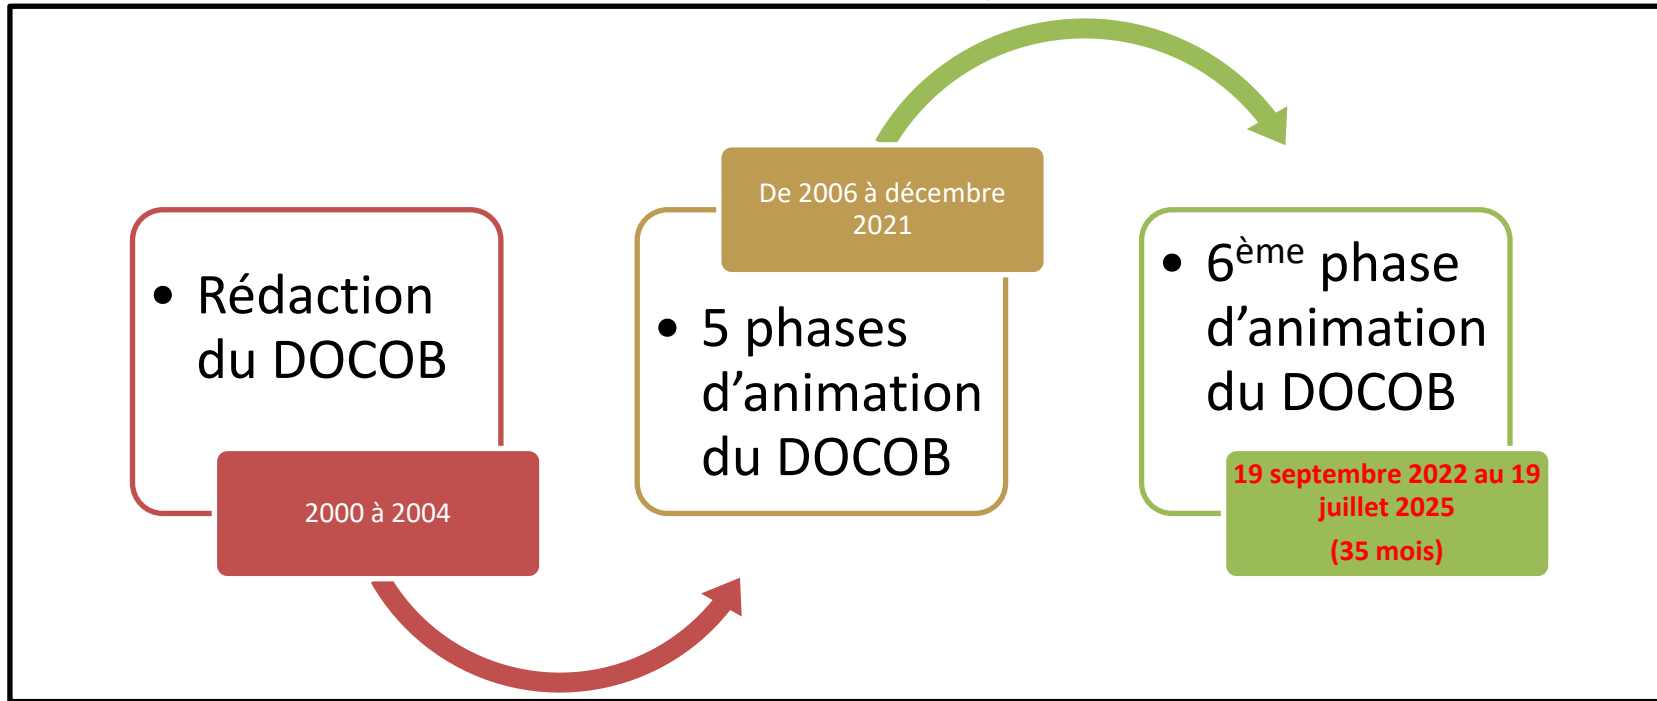 • Rédaction
du DOCOB
2000 à 2004
De 2006 à décembre
2021
• 5 phases
d’animation
du DOCOB
• 6ème phase
d’animation
du DOCOB
19 septembre 2022 au 19
juillet 2025
(35 mois)